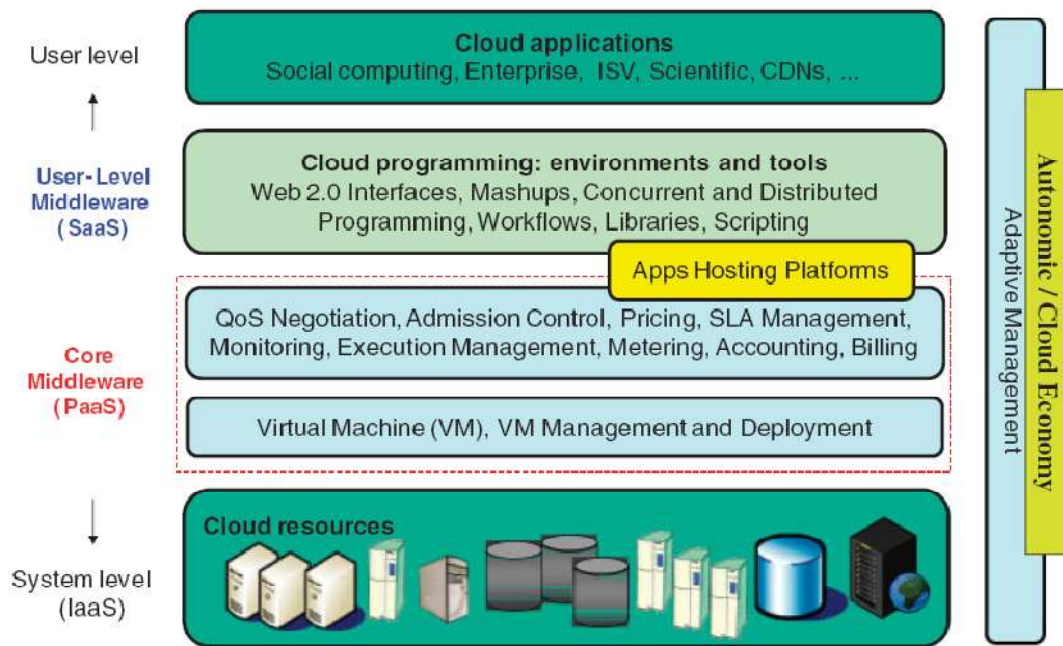 User level
Cloud applications
Social computing, Enterprise, ISV, Scientific, CDNs, ...
User-Level
Middleware
(SaaS)
Cloud programming: environments and tools
Web 2.0 Interfaces, Mashups, Concurrent and Distributed
Programming, Workflows, Libraries, Scripting
Apps Hosting Platforms
Core
Middleware
(PaaS)
QoS Negotiation, Admission Control, Pricing, SLA Management,
Monitoring, Execution Management, Metering, Accounting, Billing
Virtual Machine (VM), VM Management and Deployment
System level
(IaaS)
Cloud resources
Adaptive Management
Autonomic / Cloud Economy